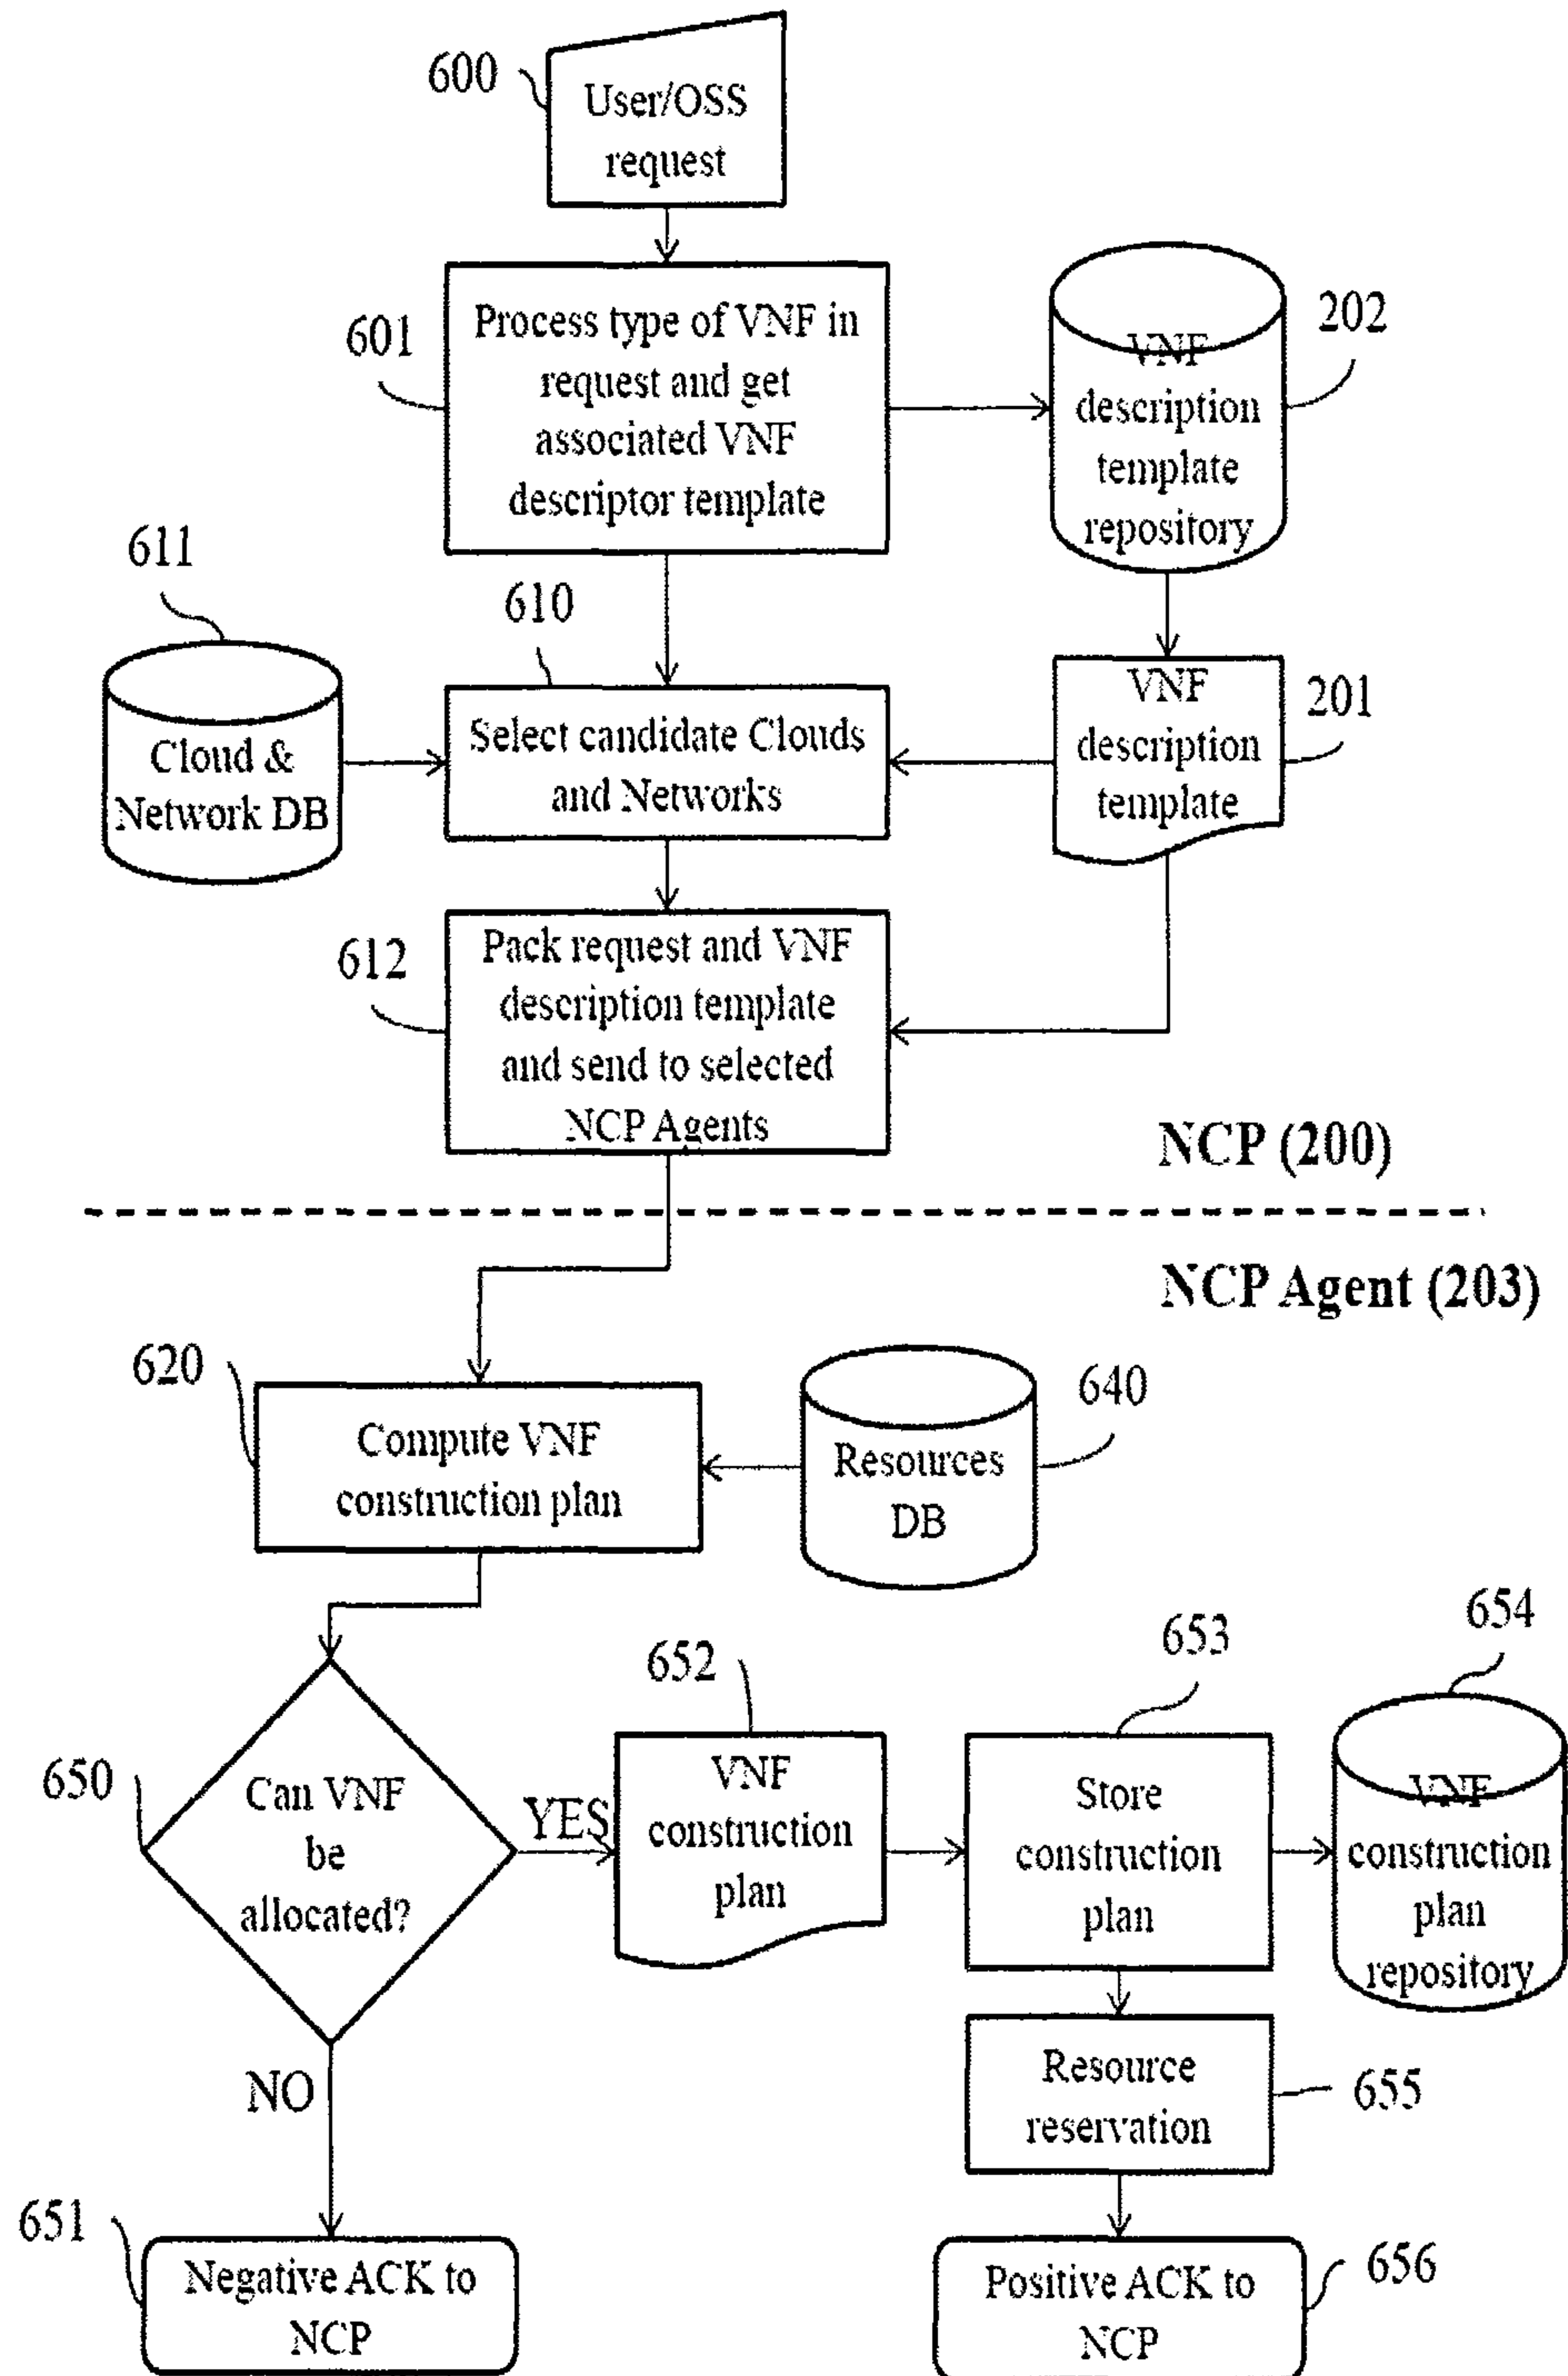 600
User/OSS
request
601
Process type of VNF in
request and get
associated VNF
descriptor template
202
VNF
description
template
repository
611
Cloud &
Network DB
610
Select candidate Clouds
and Networks
201
VNF
description
template
612
Pack request and VNF
description template
and send to selected
NCP Agents
NCP (200)
NCP Agent (203)
620
Compute VNF
construction plan
640
Resources
DB
650
Can VNF
be
allocated?
YES
652
VNF
construction
plan
653
Store
construction
plan
654
VNF
construction
plan
repository
NO
Resource
reservation
655
651
Negative ACK to
NCP
Positive ACK to
NCP
656